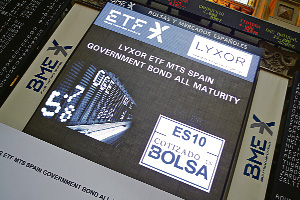 BOLSAS Y MERCADOS ESPAÑOLES
ETF X
LYXOR
LYXOR ETF MTS SPAIN
GOVERNMENT BOND ALL MATURITY
BME X
ES10
COTIZADO EN
BOLSA
BME X
R ETF MTS SPAIN GOVERNMENT BOND ALL